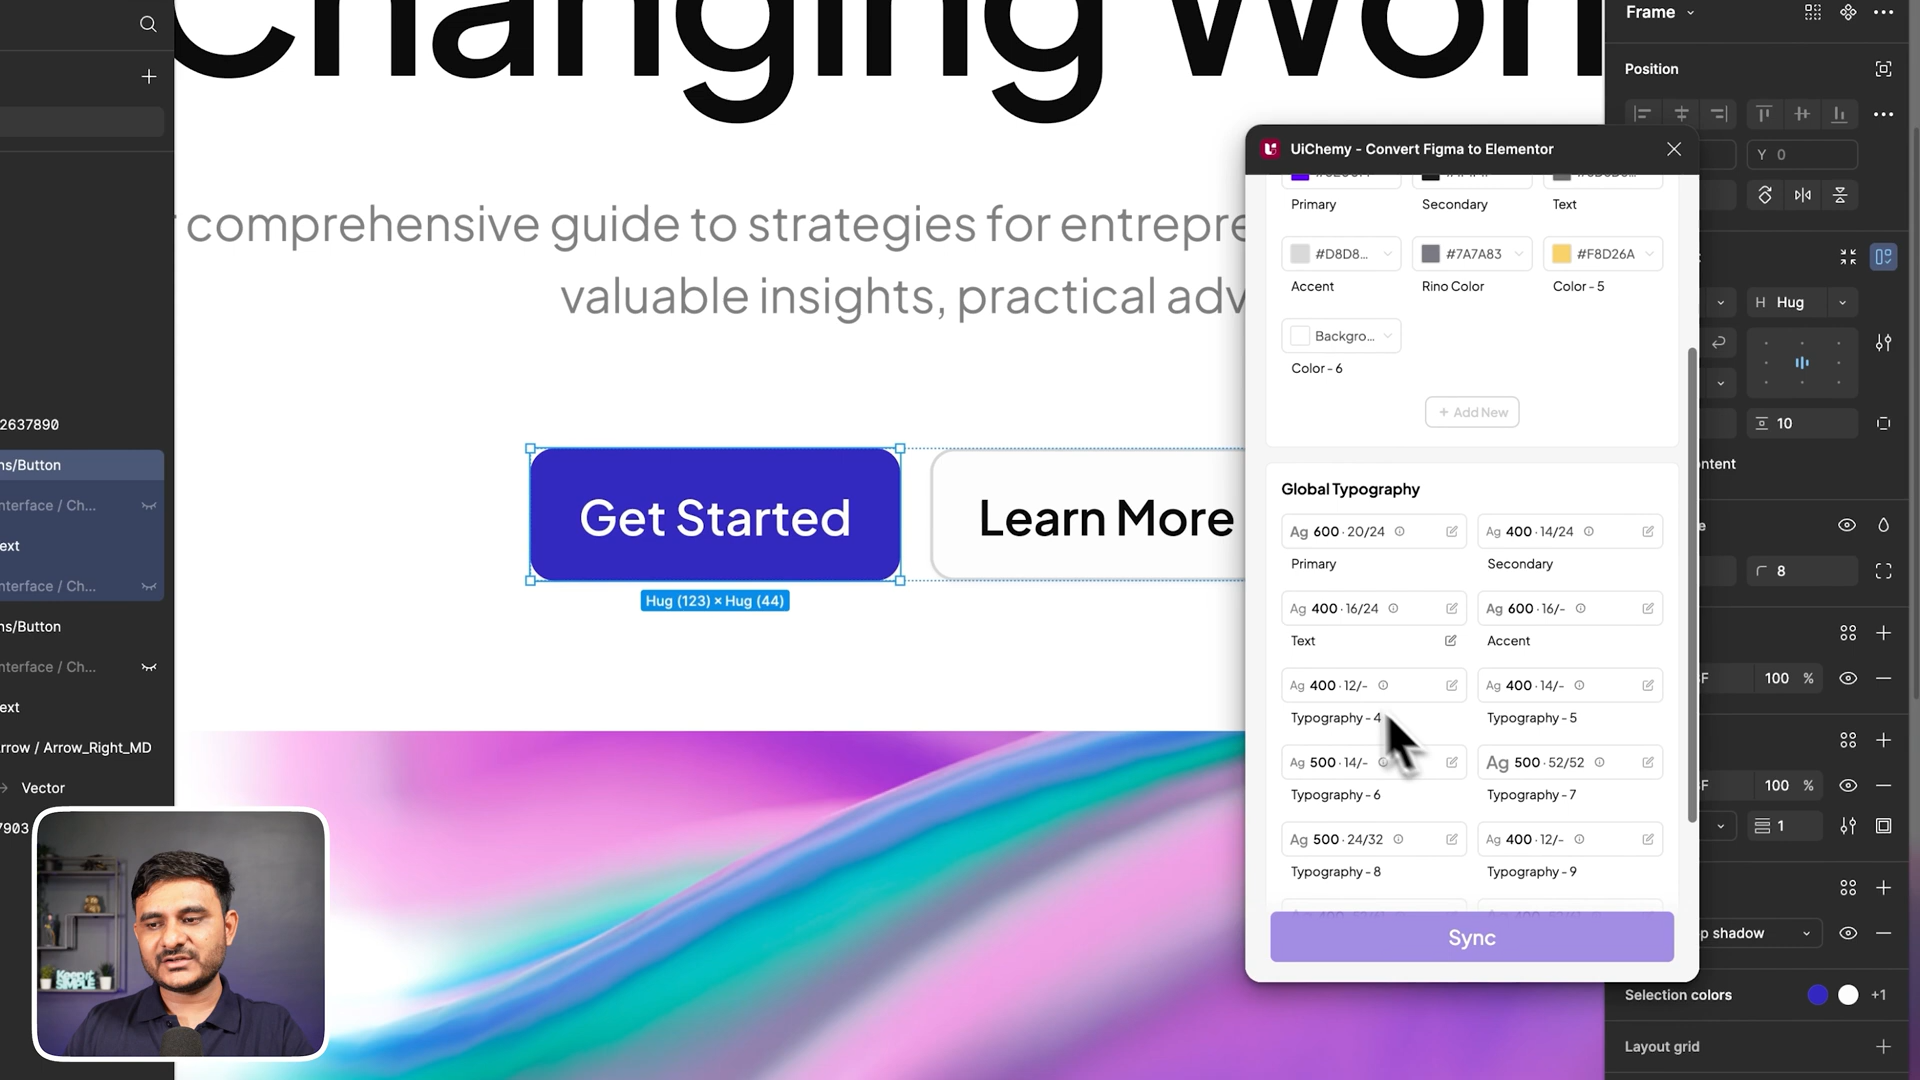 Changing
Frame
Position
Y 0
UiChemy - Convert Figma to Elementor
comprehensive guide to strategies for entrepre
valuable insights, practical adv
Primary
Secondary
Text
#D8D8...
#7A7A83
#F8D26A
Accent
Rino Color
Color - 5
H Hug
Backgro...
Color - 6
+ Add New
10
2637890
ns/Button
nterface / Ch...
ext
nterface / Ch...
ns/Button
nterface / Ch...
ext
rrow / Arrow_Right_MD
Vector
7903
Get Started
Learn More
Hug (123) × Hug (44)
ntent
Global Typography
Ag 600 · 20/24
Ag 400 · 14/24
Primary
Secondary
8
Ag 400 · 16/24
Ag 600 · 16/-
Text
Accent
Ag 400 · 12/-
Ag 400 · 14/-
F 100 %
Typography - 4
Typography - 5
Ag 500 · 14/-
Ag 500 · 52/52
F 100 %
Typography - 6
Typography - 7
1
Ag 500 · 24/32
Ag 400 · 12/-
Typography - 8
Typography - 9
Sync
p shadow
Selection colors
+1
Layout grid
Keep it
SIMPLE